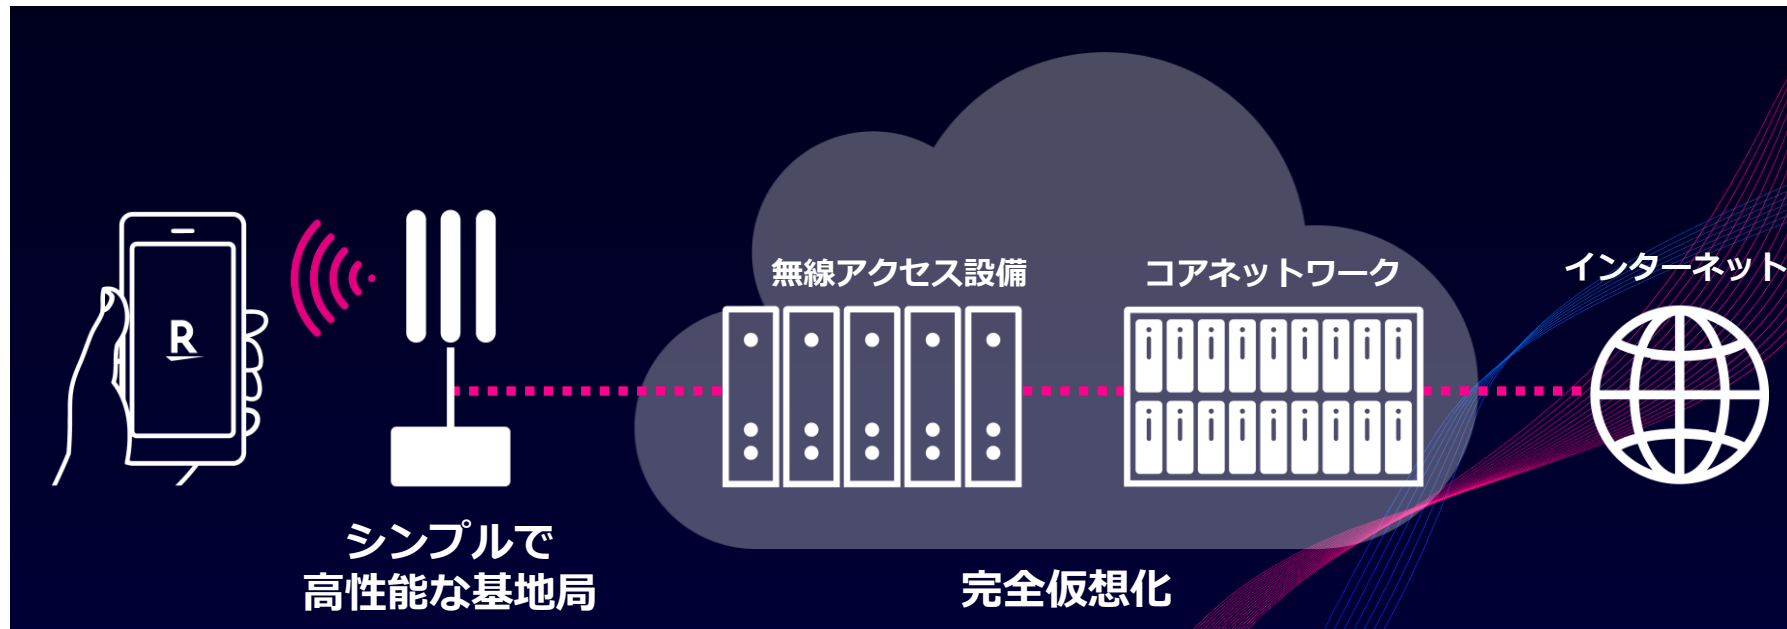 R
無線アクセス設備
コアネットワーク
インターネット
シンプルで
高性能な基地局
完全仮想化